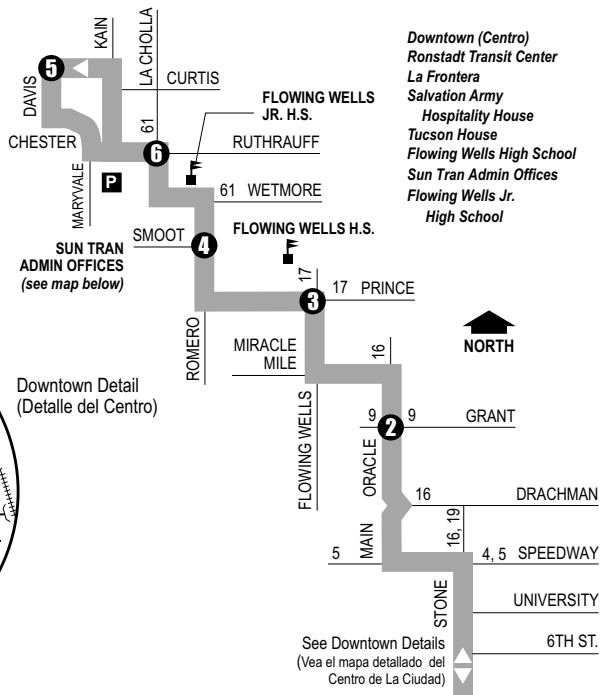 KAIN
LA CHOLLA
5
DAVIS
CURTIS
61
CHESTER
6
RUTHRAUFF
FLOWING WELLS
JR. H.S.
MARYVALE
P
61 WETMORE
SUN TRAN
ADMIN OFFICES
(see map below)
SMOOT
4
FLOWING WELLS H.S.
17
3
17 PRINCE
ROMERO
MIRACLE
MILE
16
NORTH
Downtown Detail
(Detalle del Centro)
FLOWING WELLS
9
2
9
GRANT
ORACLE
16
DRACHMAN
MAIN
16, 19
5
4, 5 SPEEDWAY
STONE
UNIVERSITY
6TH ST.
See Downtown Details
(Vea el mapa detallado del
Centro de La Ciudad)
Downtown (Centro)
Ronstadt Transit Center
La Frontera
Salvation Army
Hospitality House
Tucson House
Flowing Wells High School
Sun Tran Admin Offices
Flowing Wells Jr.
High School